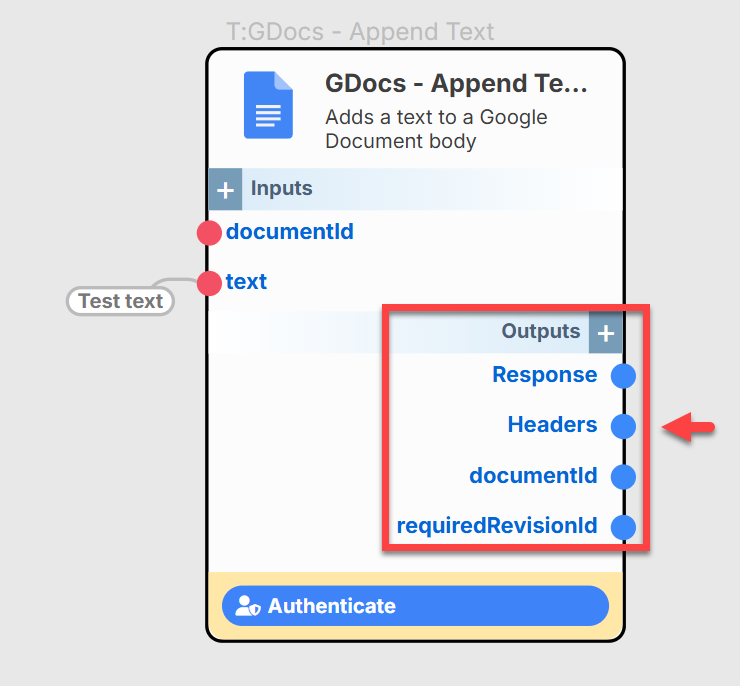 T:GDocs - Append Text
GDocs - Append Te...
Adds a text to a Google
Document body
+ Inputs
documentId
text
Test text
Outputs +
Response
Headers
documentId
requiredRevisionId
Authenticate